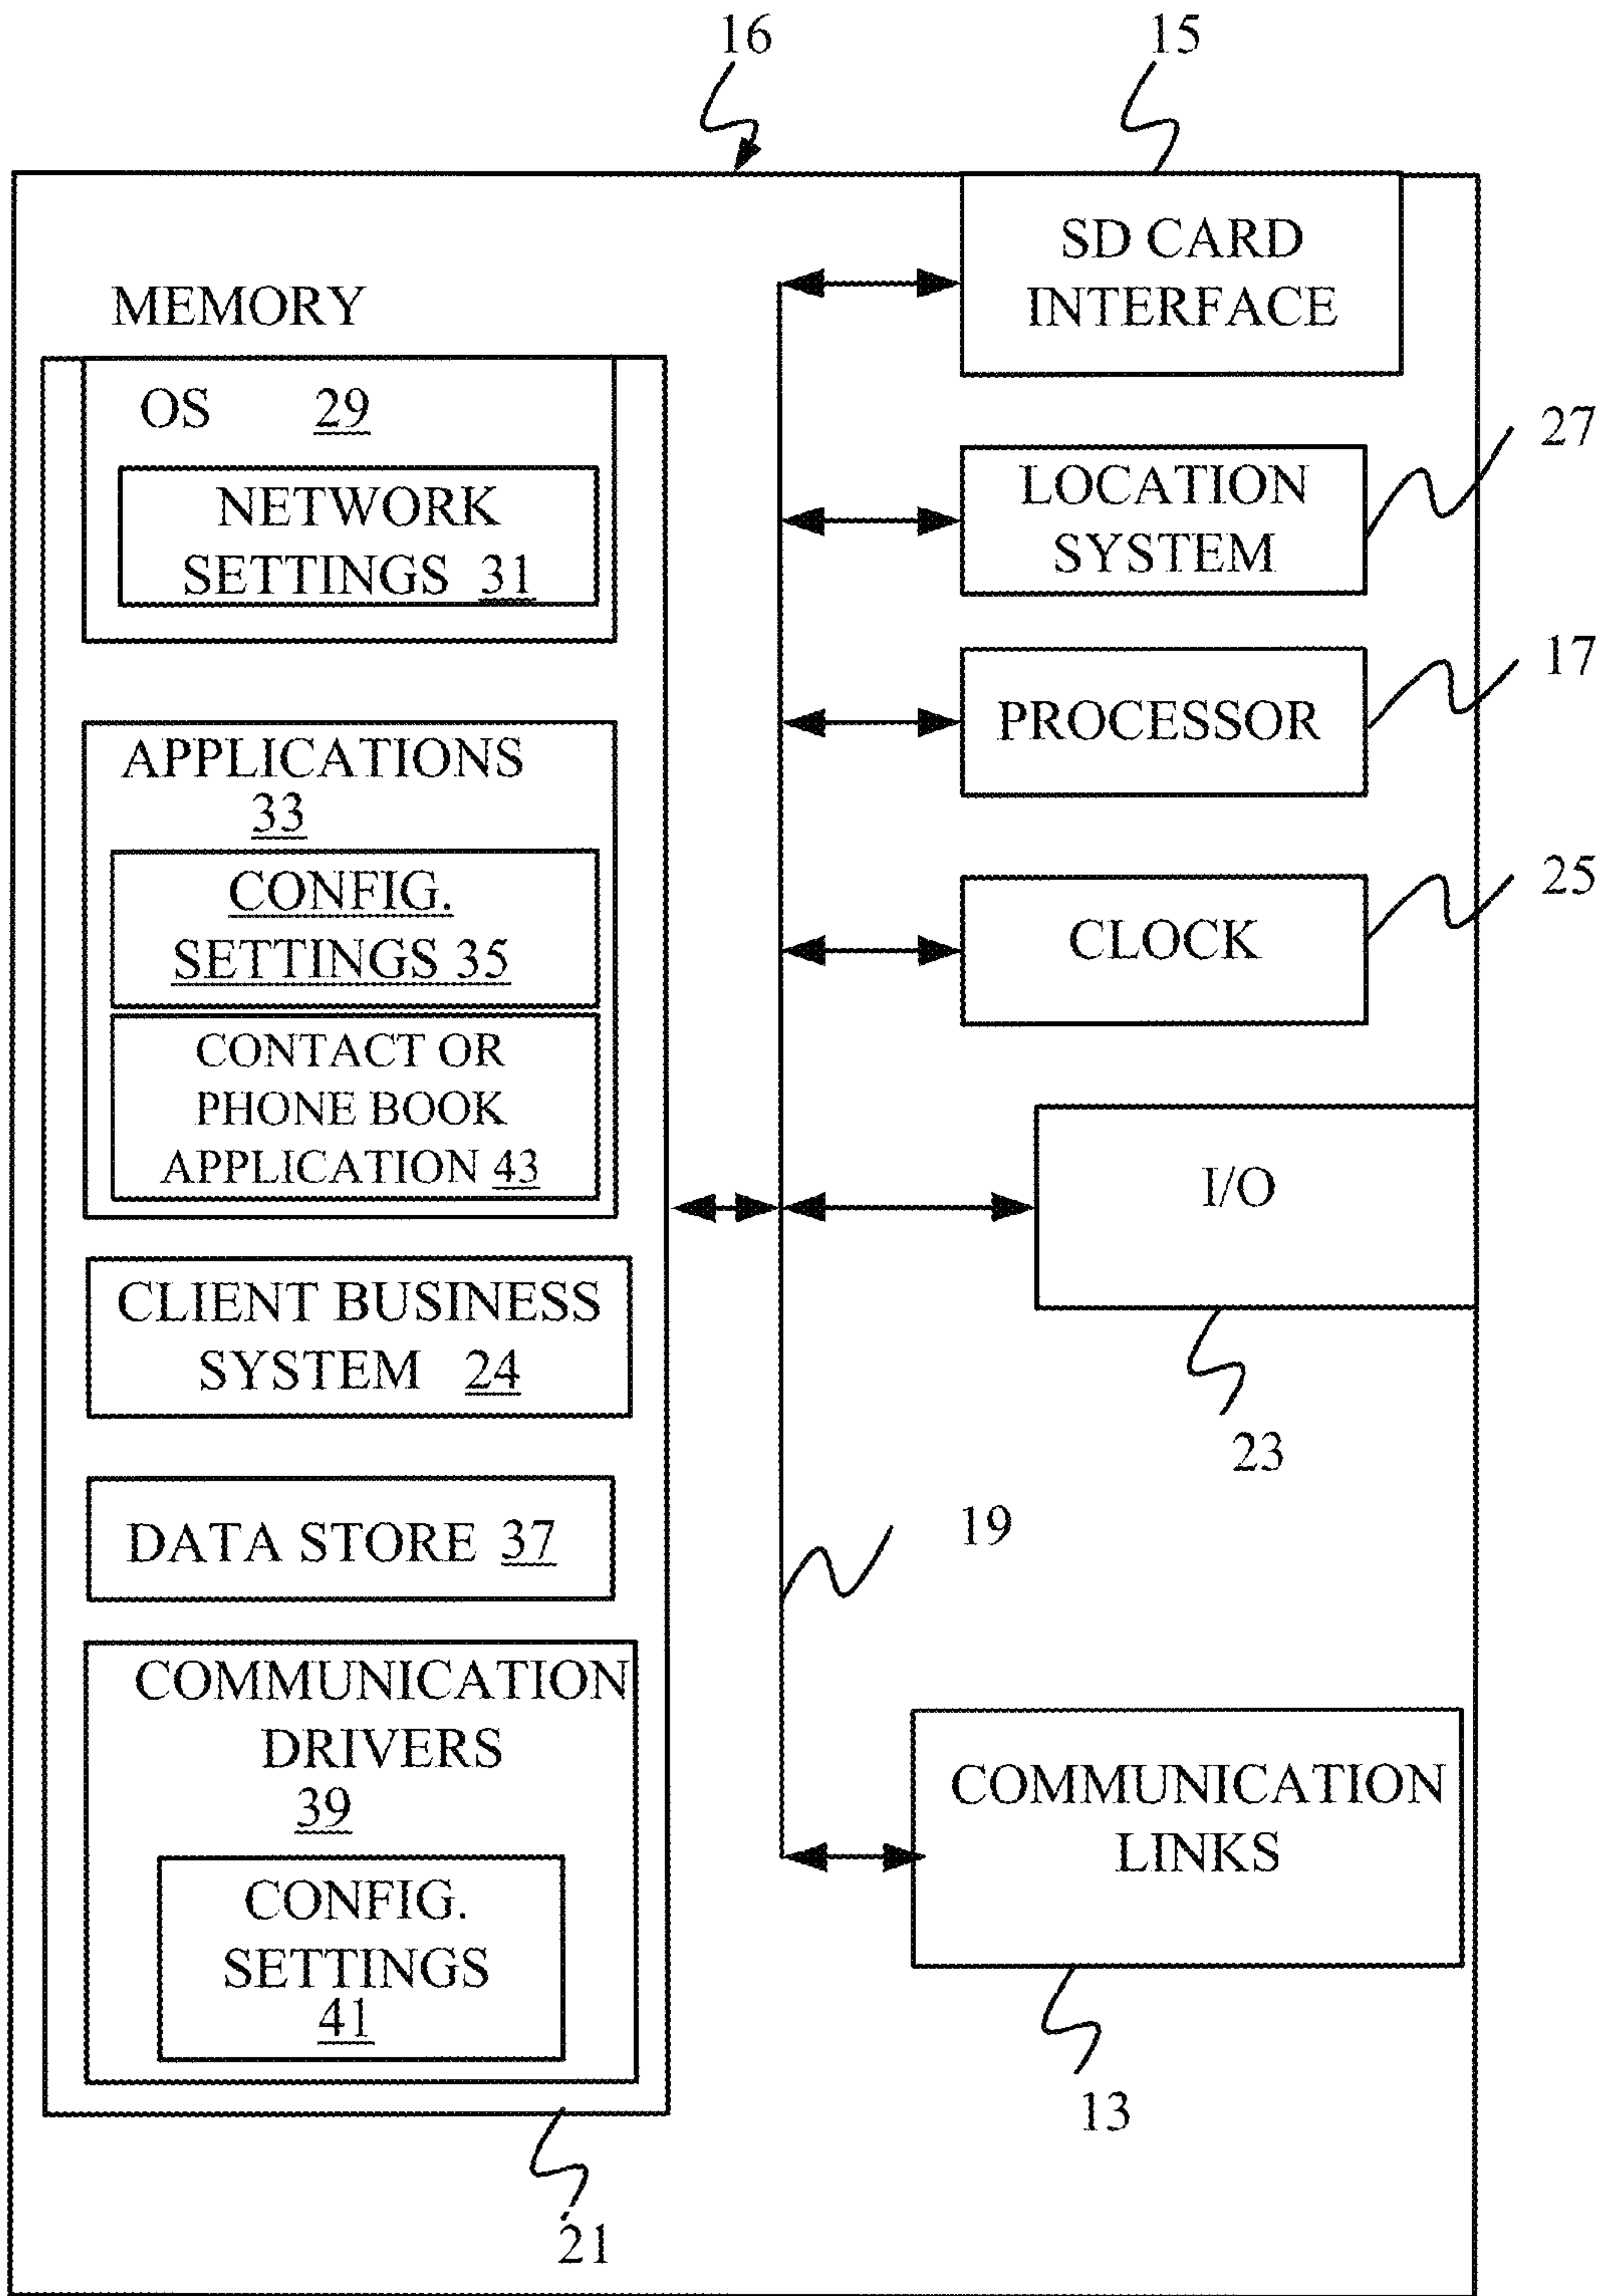 16
15
SD CARD
INTERFACE
MEMORY
OS 29
NETWORK
SETTINGS 31
APPLICATIONS
33
CONFIG.
SETTINGS 35
CONTACT OR
PHONE BOOK
APPLICATION 43
CLIENT BUSINESS
SYSTEM 24
DATA STORE 37
COMMUNICATION
DRIVERS
39
CONFIG.
SETTINGS
41
21
LOCATION
SYSTEM
27
PROCESSOR
17
CLOCK
25
I/O
23
19
COMMUNICATION
LINKS
13